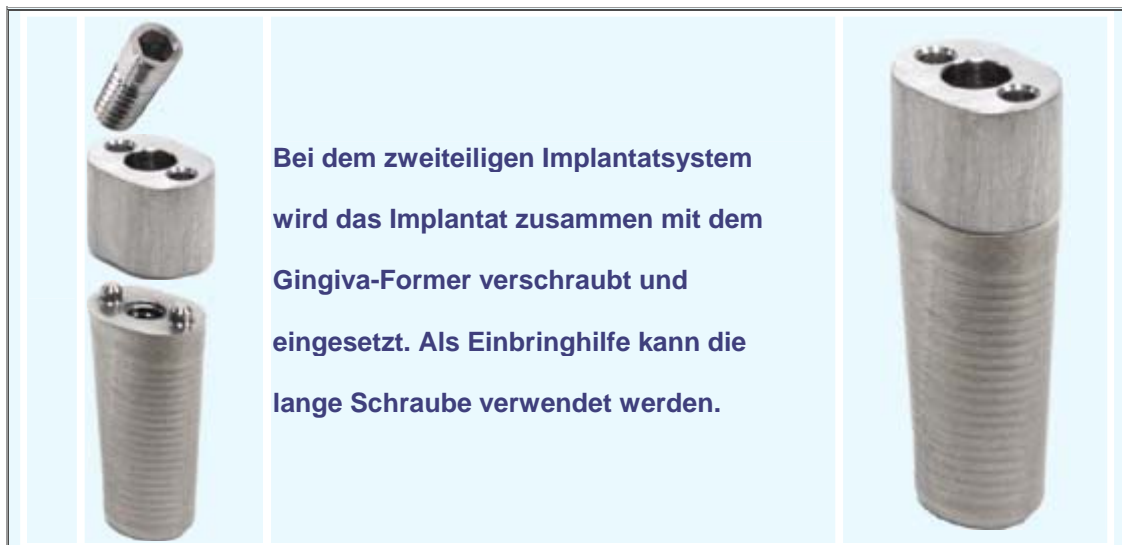 Bei dem zweiteiligen Implantatsystem
wird das Implantat zusammen mit dem
Gingiva-Former verschraubt und
eingesetzt. Als Einbringhilfe kann die
lange Schraube verwendet werden.